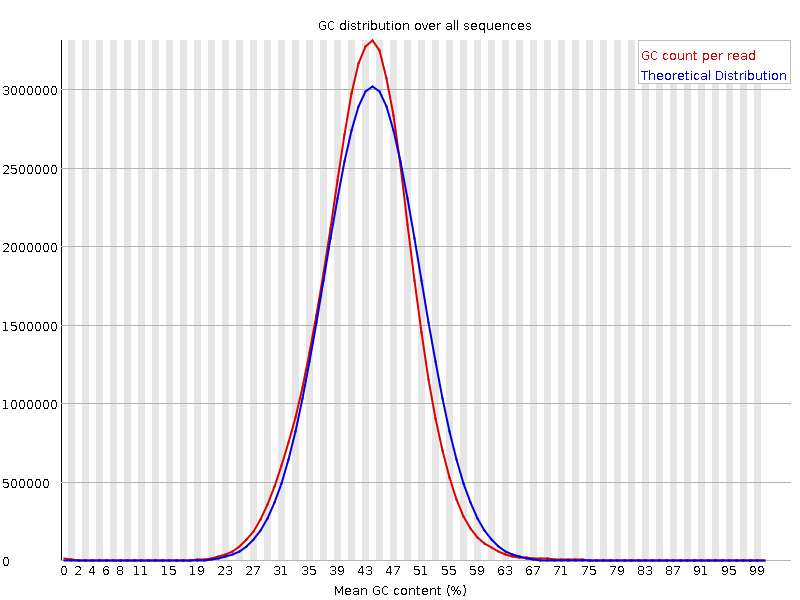 GC distribution over all sequences
GC count per read
Theoretical Distribution
3000000
2500000
2000000
1500000
1000000
500000
0
0 2 4 6 8 11 15 19 23 27 31 35 39 43 47 51 55 59 63 67 71 75 79 83 87 91 95 99
Mean GC content (%)